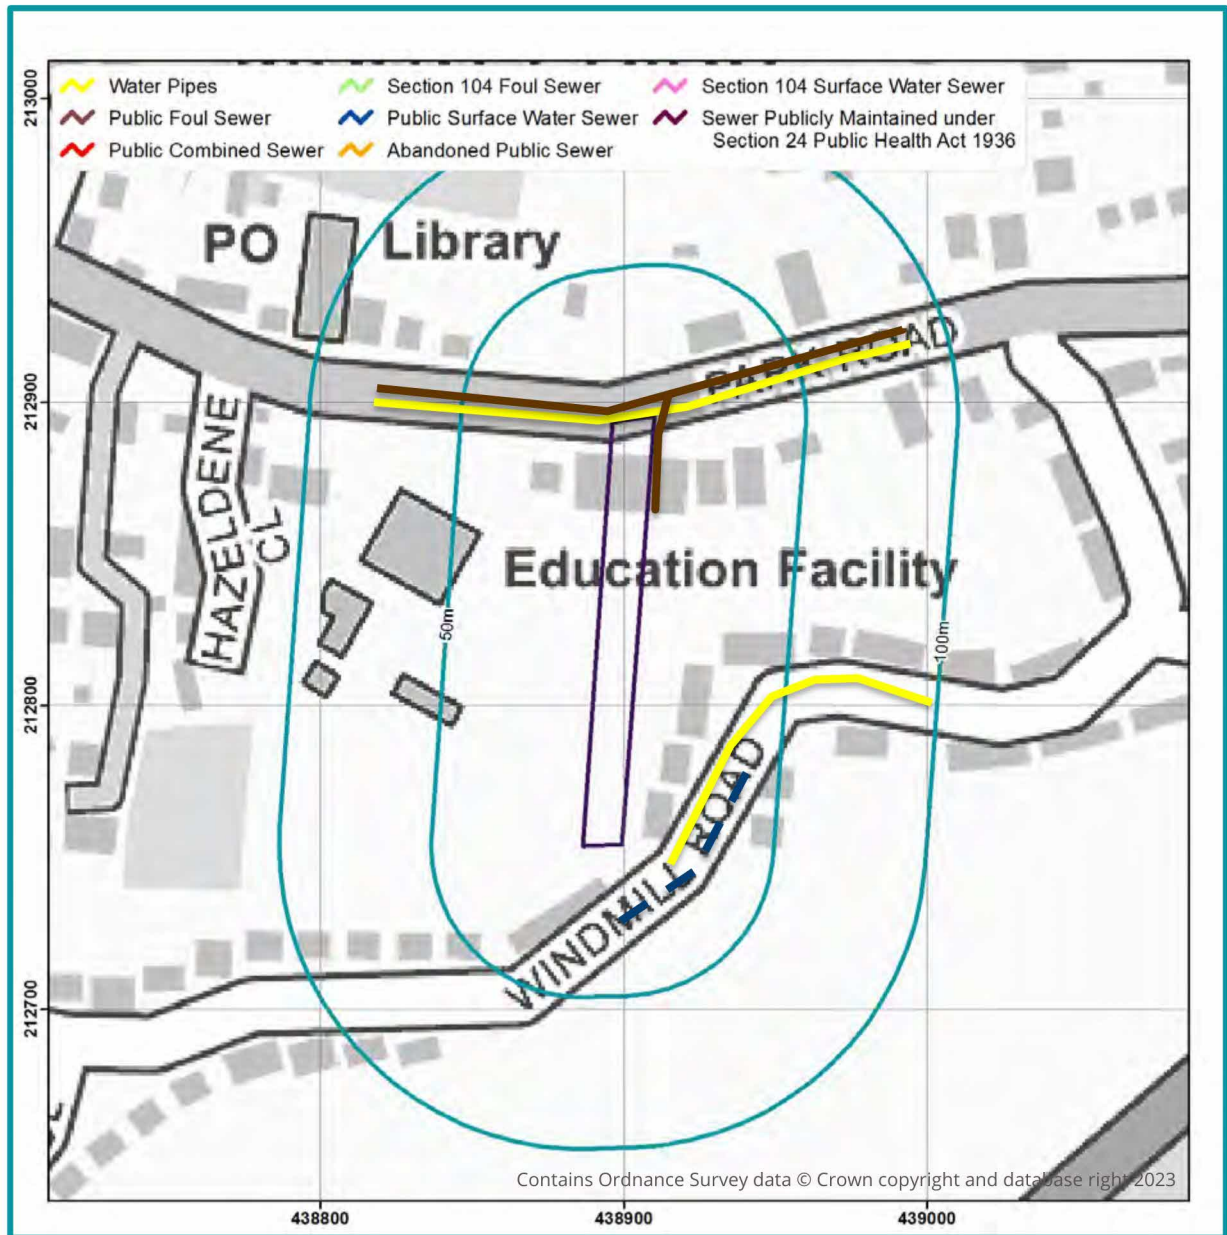 Water Pipes
Section 104 Foul Sewer
Section 104 Surface Water Sewer
Public Foul Sewer
Public Surface Water Sewer
Sewer Publicly Maintained under
Section 24 Public Health Act 1936
Public Combined Sewer
Abandoned Public Sewer
213000
212900
212800
212700
PO
Library
PARK ROAD
HAZELDENE
CL
50m
Education Facility
100m
WINDMILL ROAD
Contains Ordnance Survey data © Crown copyright and database right 2023
438800
438900
439000